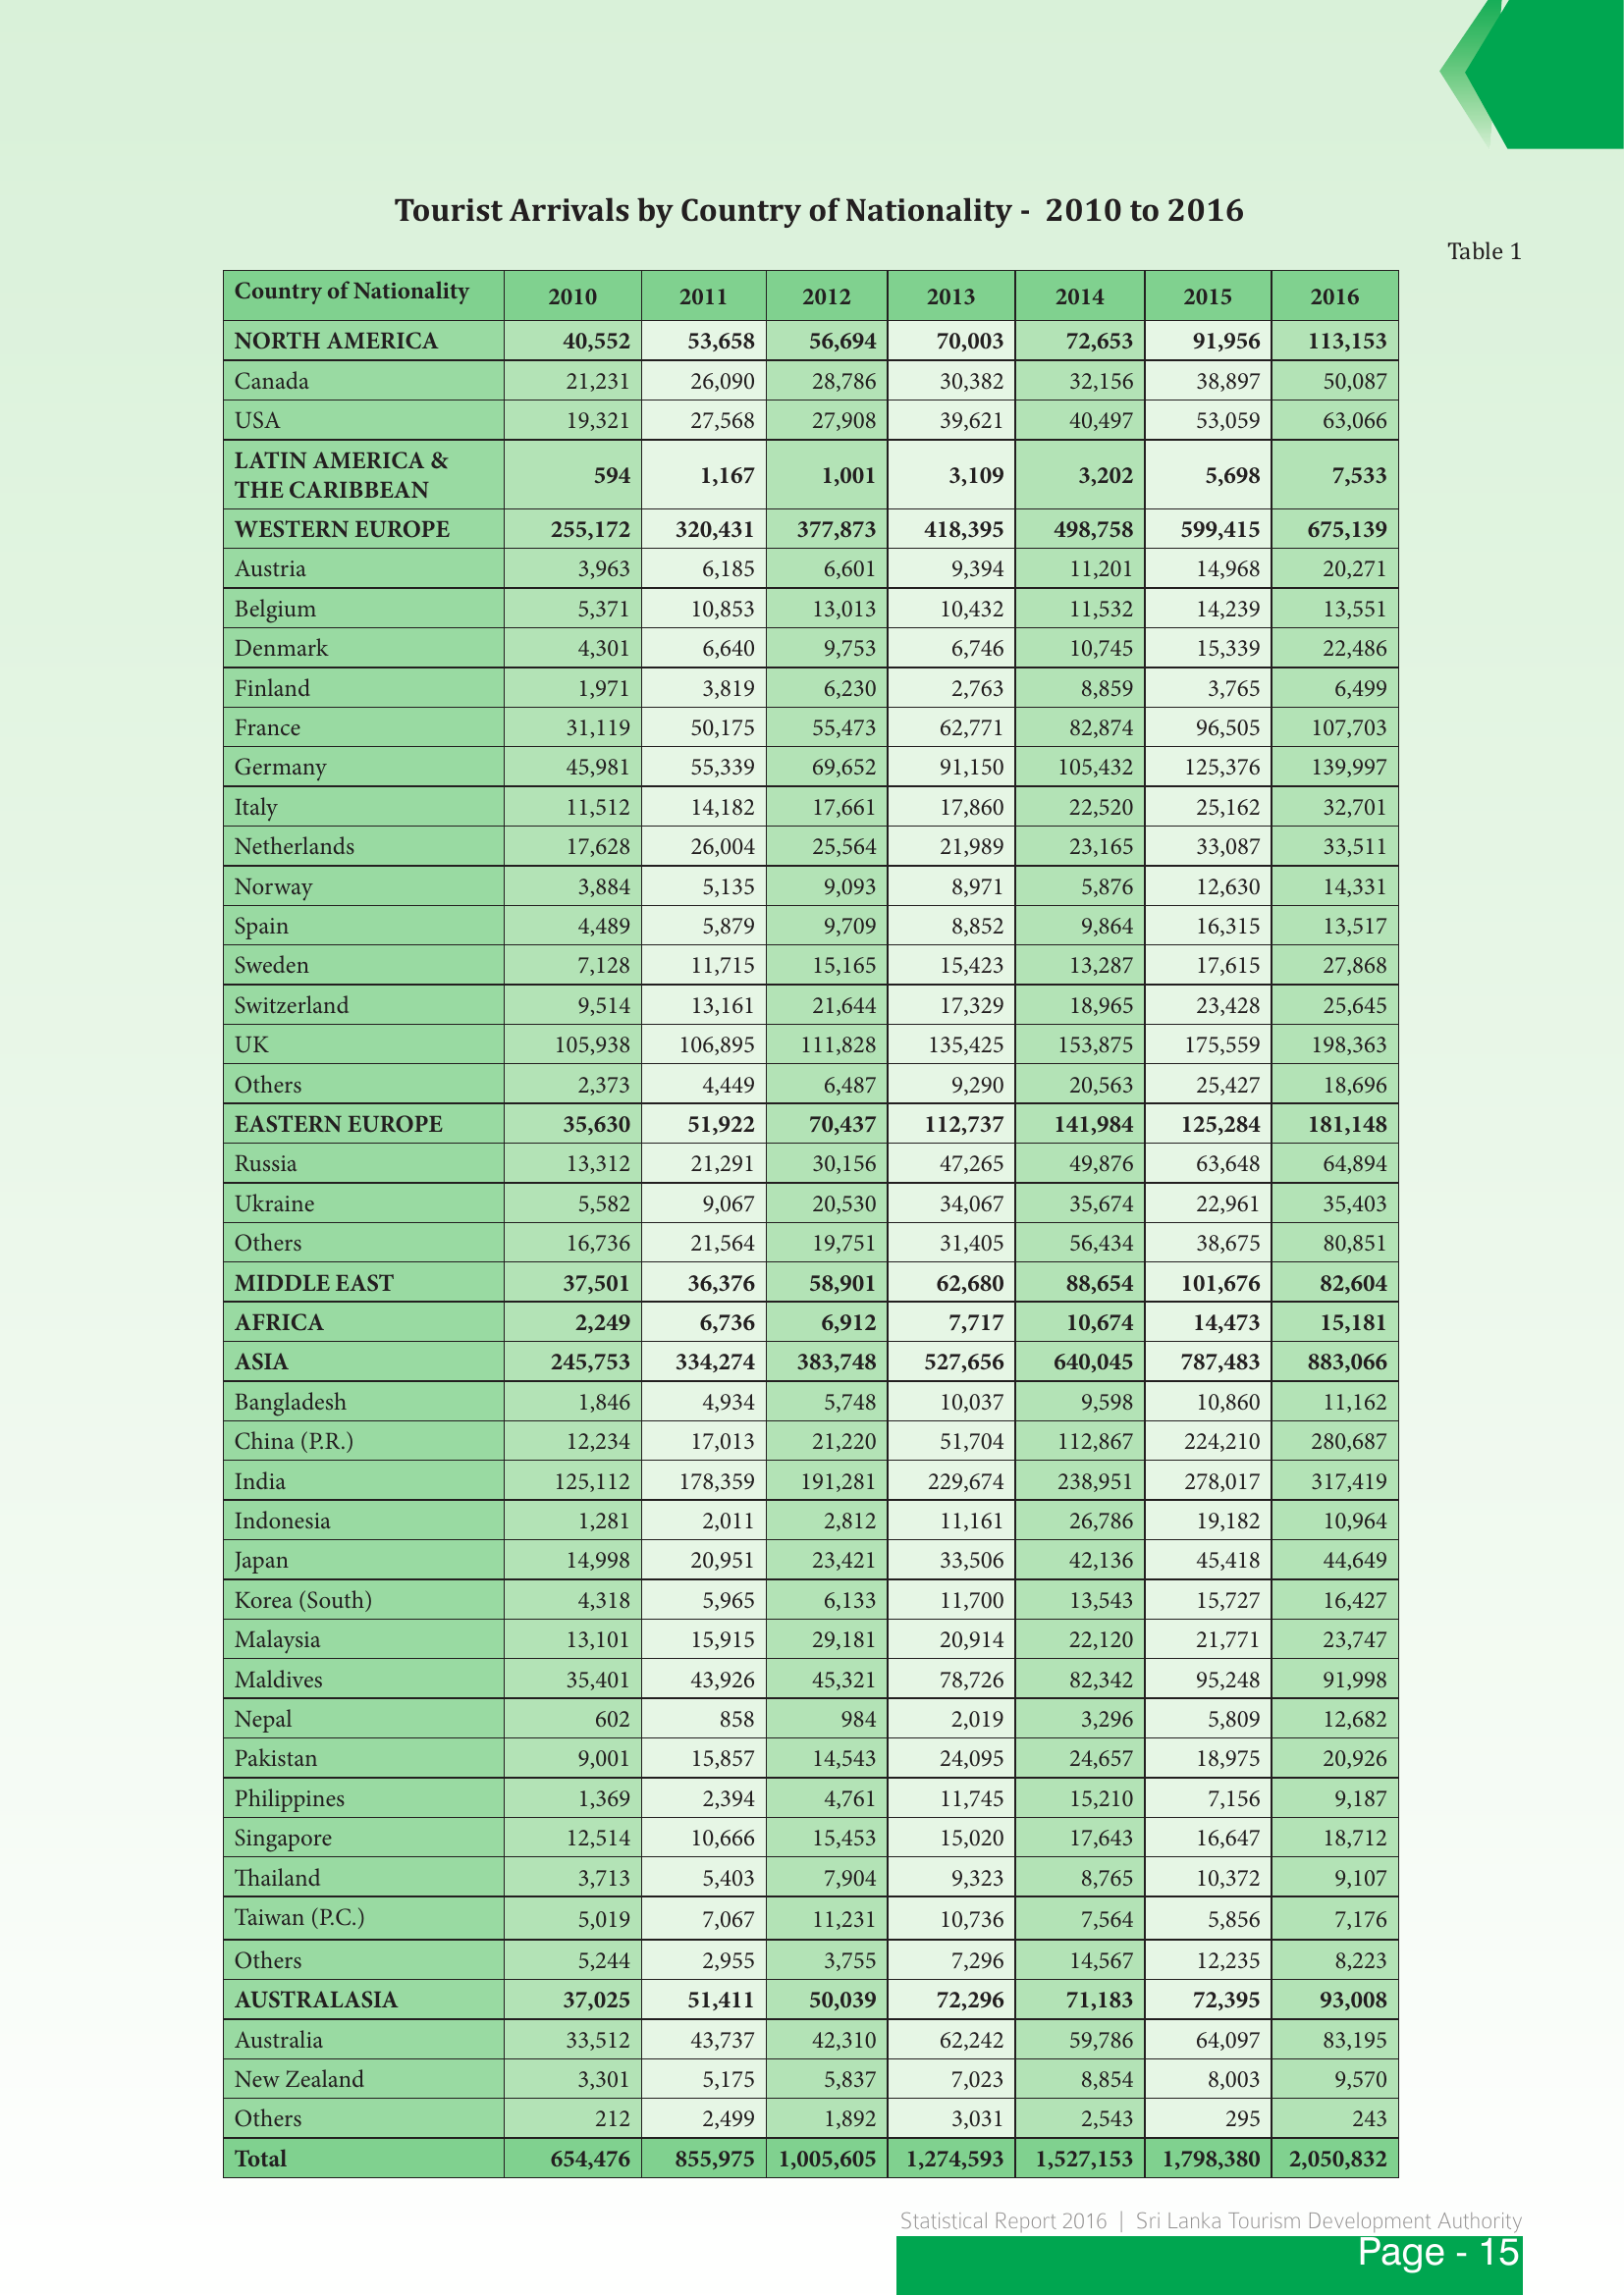 Tourist Arrivals by Country of Nationality -  2010 to 2016
Table 1
Country of Nationality 2010 2011 2012 2013 2014 2015 2016
NORTH AMERICA 40,552 53,658 56,694 70,003 72,653 91,956 113,153
Canada 21,231 26,090 28,786 30,382 32,156 38,897 50,087
USA 19,321 27,568 27,908 39,621 40,497 53,059 63,066
LATIN AMERICA &
THE CARIBBEAN 594 1,167 1,001 3,109 3,202 5,698 7,533
WESTERN EUROPE 255,172 320,431 377,873 418,395 498,758 599,415 675,139
Austria 3,963 6,185 6,601 9,394 11,201 14,968 20,271
Belgium 5,371 10,853 13,013 10,432 11,532 14,239 13,551
Denmark 4,301 6,640 9,753 6,746 10,745 15,339 22,486
Finland 1,971 3,819 6,230 2,763 8,859 3,765 6,499
France 31,119 50,175 55,473 62,771 82,874 96,505 107,703
Germany 45,981 55,339 69,652 91,150 105,432 125,376 139,997
Italy 11,512 14,182 17,661 17,860 22,520 25,162 32,701
Netherlands 17,628 26,004 25,564 21,989 23,165 33,087 33,511
Norway 3,884 5,135 9,093 8,971 5,876 12,630 14,331
Spain 4,489 5,879 9,709 8,852 9,864 16,315 13,517
Sweden 7,128 11,715 15,165 15,423 13,287 17,615 27,868
Switzerland 9,514 13,161 21,644 17,329 18,965 23,428 25,645
UK 105,938 106,895 111,828 135,425 153,875 175,559 198,363
Others 2,373 4,449 6,487 9,290 20,563 25,427 18,696
EASTERN EUROPE 35,630 51,922 70,437 112,737 141,984 125,284 181,148
Russia 13,312 21,291 30,156 47,265 49,876 63,648 64,894
Ukraine 5,582 9,067 20,530 34,067 35,674 22,961 35,403
Others 16,736 21,564 19,751 31,405 56,434 38,675 80,851
MIDDLE EAST 37,501 36,376 58,901 62,680 88,654 101,676 82,604
AFRICA 2,249 6,736 6,912 7,717 10,674 14,473 15,181
ASIA 245,753 334,274 383,748 527,656 640,045 787,483 883,066
Bangladesh 1,846 4,934 5,748 10,037 9,598 10,860 11,162
China (P.R.) 12,234 17,013 21,220 51,704 112,867 224,210 280,687
India 125,112 178,359 191,281 229,674 238,951 278,017 317,419
Indonesia 1,281 2,011 2,812 11,161 26,786 19,182 10,964
Japan 14,998 20,951 23,421 33,506 42,136 45,418 44,649
Korea (South) 4,318 5,965 6,133 11,700 13,543 15,727 16,427
Malaysia 13,101 15,915 29,181 20,914 22,120 21,771 23,747
Maldives 35,401 43,926 45,321 78,726 82,342 95,248 91,998
Nepal 602 858 984 2,019 3,296 5,809 12,682
Pakistan 9,001 15,857 14,543 24,095 24,657 18,975 20,926
Philippines 1,369 2,394 4,761 11,745 15,210 7,156 9,187
Singapore 12,514 10,666 15,453 15,020 17,643 16,647 18,712
Thailand 3,713 5,403 7,904 9,323 8,765 10,372 9,107
Taiwan (P.C.) 5,019 7,067 11,231 10,736 7,564 5,856 7,176
Others 5,244 2,955 3,755 7,296 14,567 12,235 8,223
AUSTRALASIA 37,025 51,411 50,039 72,296 71,183 72,395 93,008
Australia 33,512 43,737 42,310 62,242 59,786 64,097 83,195
New Zealand 3,301 5,175 5,837 7,023 8,854 8,003 9,570
Others 212 2,499 1,892 3,031 2,543 295 243
Total 654,476 855,975 1,005,605 1,274,593 1,527,153 1,798,380 2,050,832
Statistical Report 2016 | Sri Lanka Tourism Development Authority
Page - 15